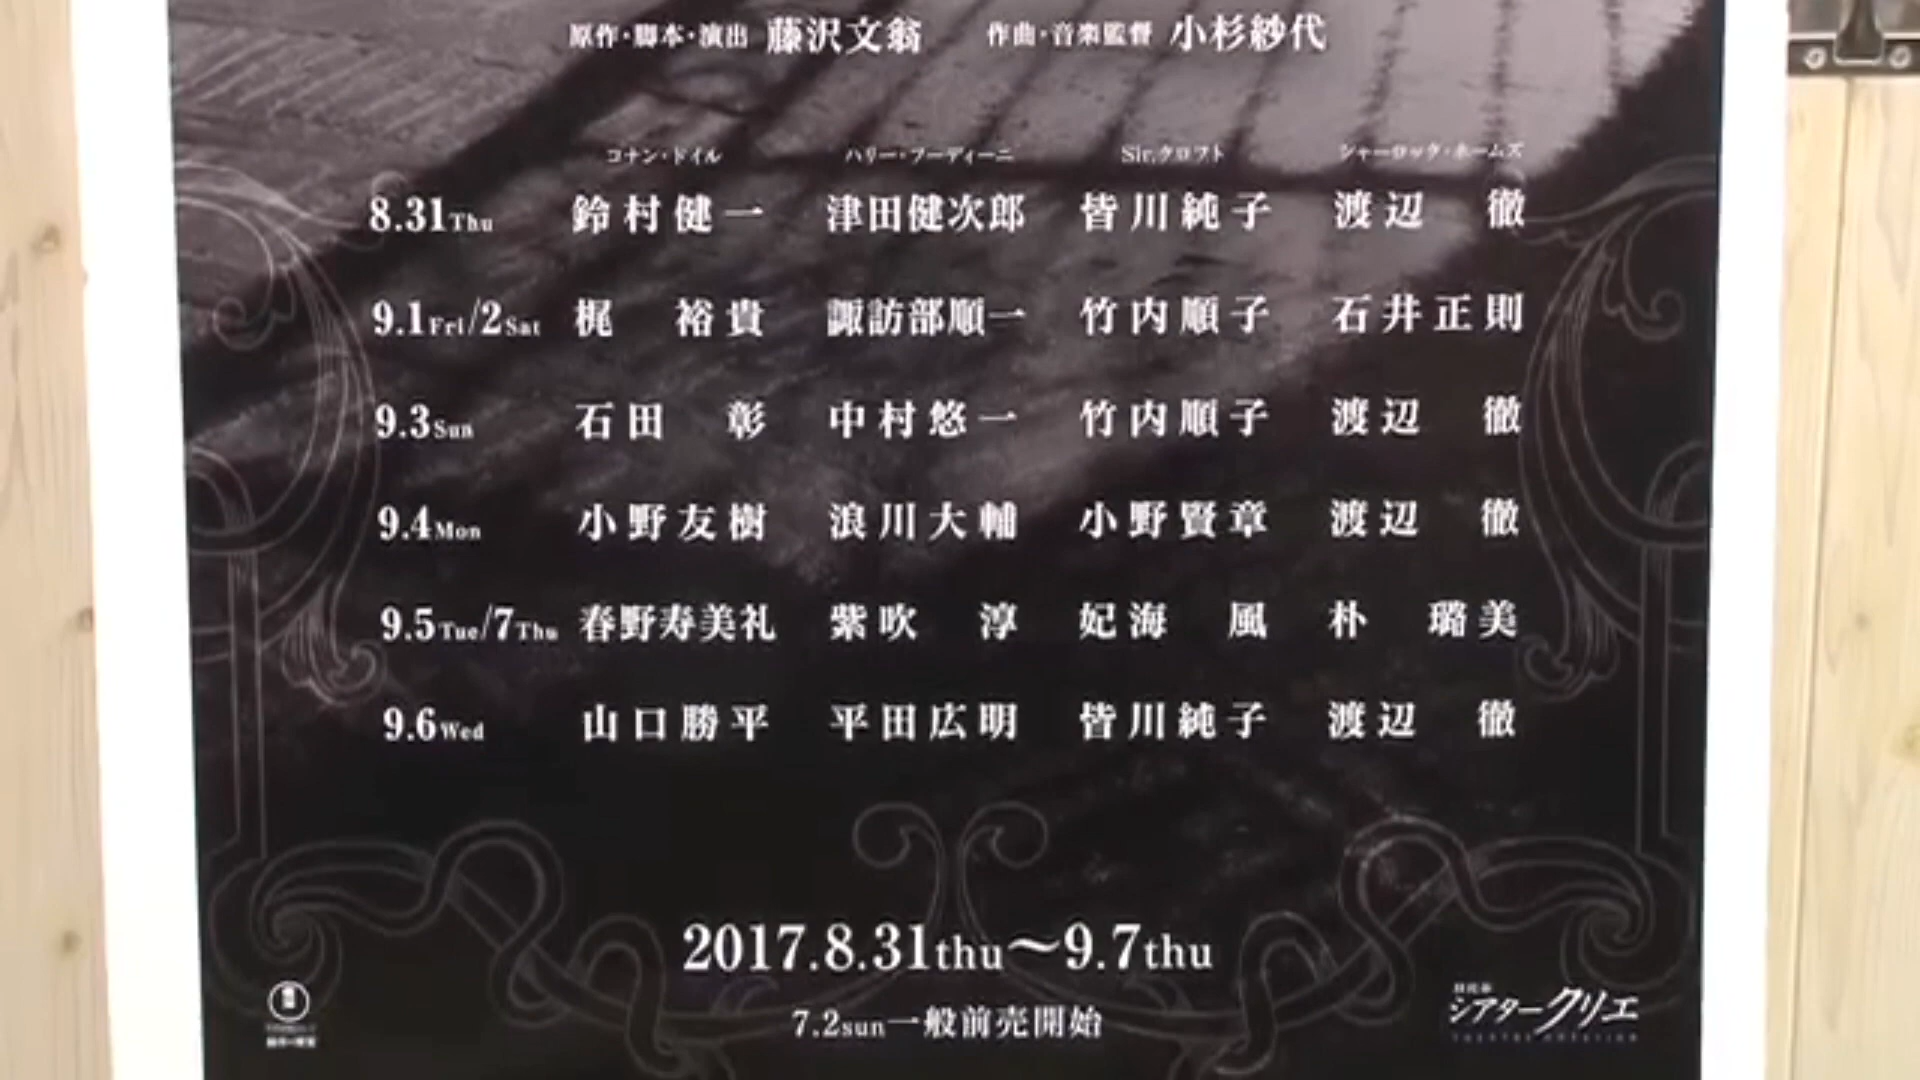 原作・脚本・演出 藤沢文翁 作曲・音楽監督 小杉紗代
コナン・ドイル ハリー・フーディーニ Sir.クロフト シャーロック・ホームズ
8.31Thu 鈴村健一 津田健次郎 皆川純子 渡辺 徹
9.1Fri/2Sat 梶 裕貴 諏訪部順一 竹内順子 石井正則
9.3Sun 石田 彰 中村悠一 竹内順子 渡辺 徹
9.4Mon 小野友樹 浪川大輔 小野賢章 渡辺 徹
9.5Tue/7Thu 春野寿美礼 紫吹 淳 妃海 風 朴 璐美
9.6Wed 山口勝平 平田広明 皆川純子 渡辺 徹
2017.8.31thu～9.7thu
7.2sun一般前売開始
シアタークリエ